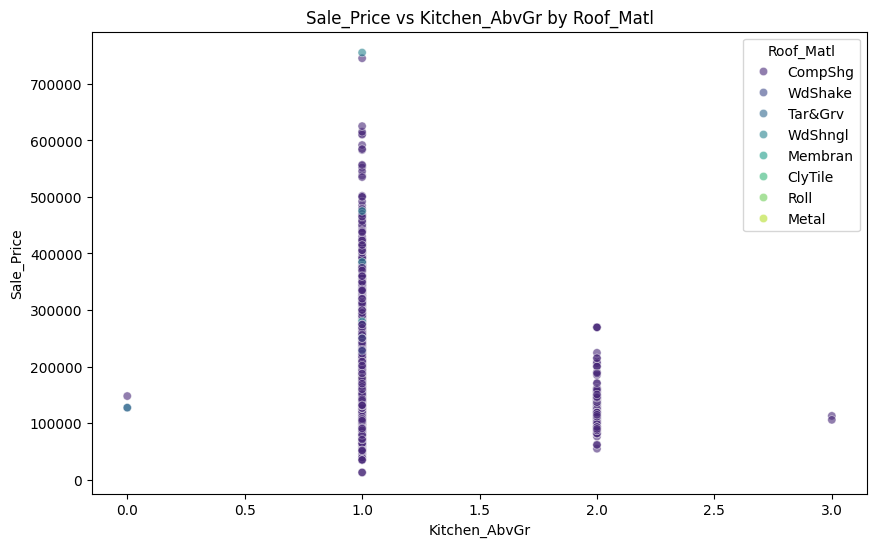 Sale_Price vs Kitchen_AbvGr by Roof_Matl
Roof_Matl
CompShg
WdShake
Tar&Grv
WdShngl
Membran
ClyTile
Roll
Metal
Sale_Price
700000
600000
500000
400000
300000
200000
100000
0
0.0 0.5 1.0 1.5 2.0 2.5 3.0
Kitchen_AbvGr